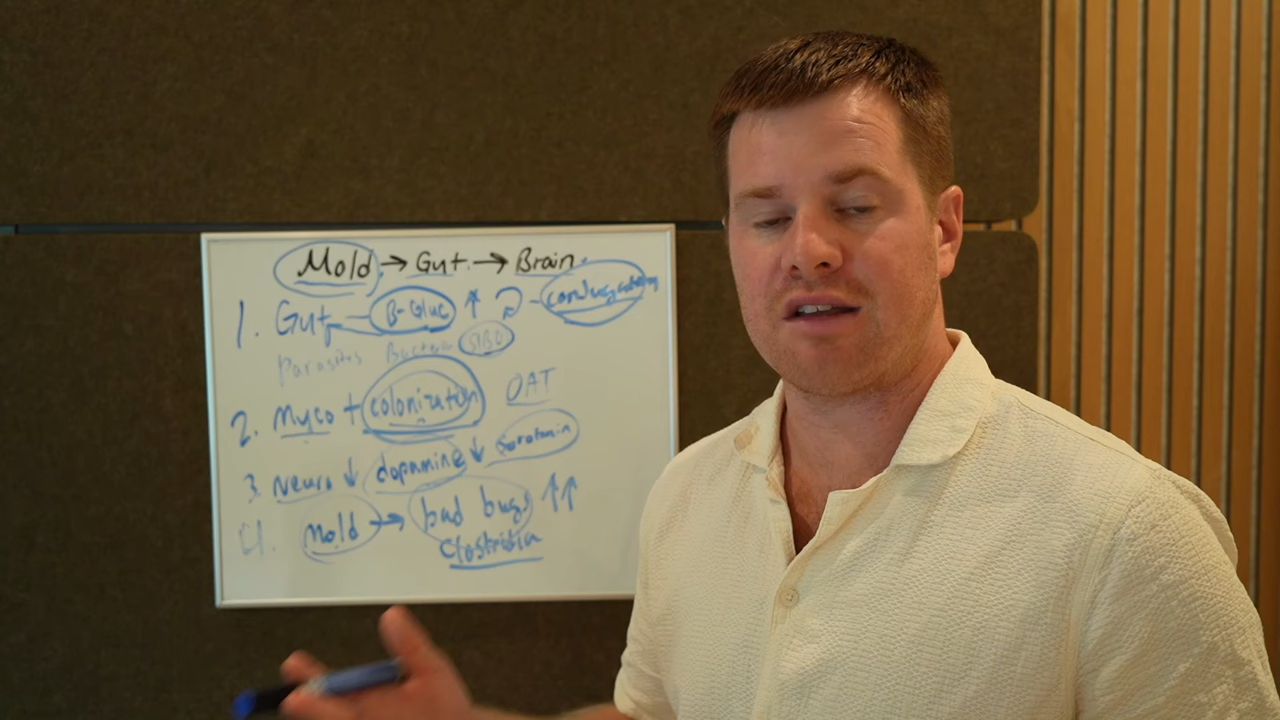 Mold → Gut → Brain
1. Gut - B-Gluc ↑ - conjugation
Parasites Bacteria SIBO
2. Myco + colonization OAT
3. Neuro ↓ dopamine ↓ serotonin
4. Mold → bad bugs ↑↑
Clostridia